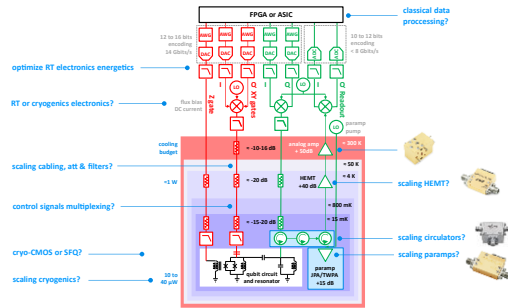 FPGA or ASIC
classical data
proccessing?
12 to 16 bits
encoding
14 Gbits/s
AWG
AWG
AWG
AWG
AWG
DAC
DAC
DAC
DAC
DAC
ADC
ADC
10 to 12 bits
encoding
< 8 Gbits/s
optimize RT electronics energetics
I
Q
I
Q
I
LO
LO
Z gate
XY gates
Readout
RT or cryogenics electronics?
flux bias
DC current
LO
paramp
pump
cooling
budget
≈ -10-16 dB
analog amp
+ 50dB
≈ 300 K
scaling cabling, att & filters?
≈ 50 K
<1 W
≈ -20 dB
HEMT
+40 dB
≈ 4 K
scaling HEMT?
control signals multiplexing?
≈ 800 mK
≈ -15-20 dB
≈ 15 mK
scaling circulators?
cryo-CMOS or SFQ?
scaling paramps?
scaling cryogenics?
10 to
40 µW
qubit circuit
and resonator
paramp
JPA/TWPA
+15 dB